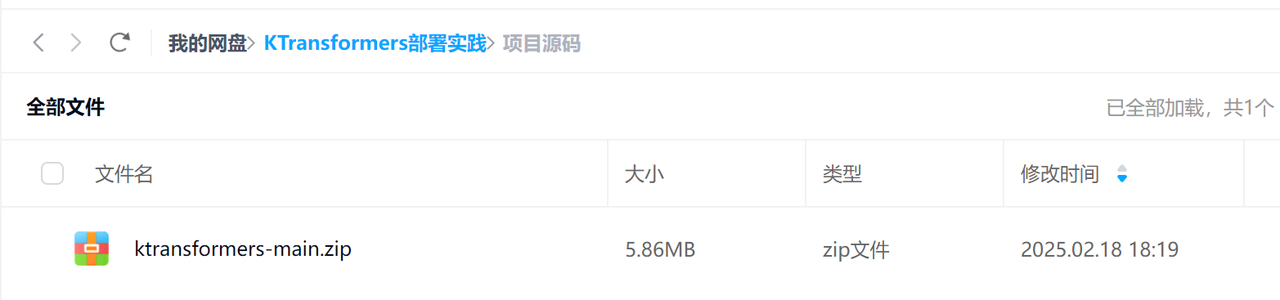 我的网盘> KTransformers部署实践> 项目源码
全部文件 已全部加载，共1个
文件名 大小 类型 修改时间
ktransformers-main.zip 5.86MB zip文件 2025.02.18 18:19